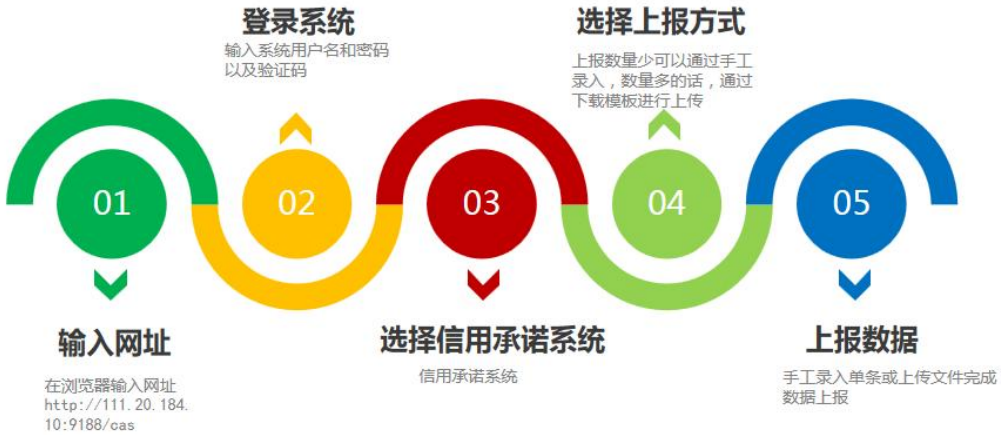 登录系统
输入系统用户名和密码
以及验证码
选择上报方式
上报数量少可以通过手工
录入，数量多的话，通过
下载模板进行上传
01
02
03
04
05
输入网址
在浏览器输入网址
http://111.20.184.
10:9188/cas
选择信用承诺系统
信用承诺系统
上报数据
手工录入单条或上传文件完成
数据上报